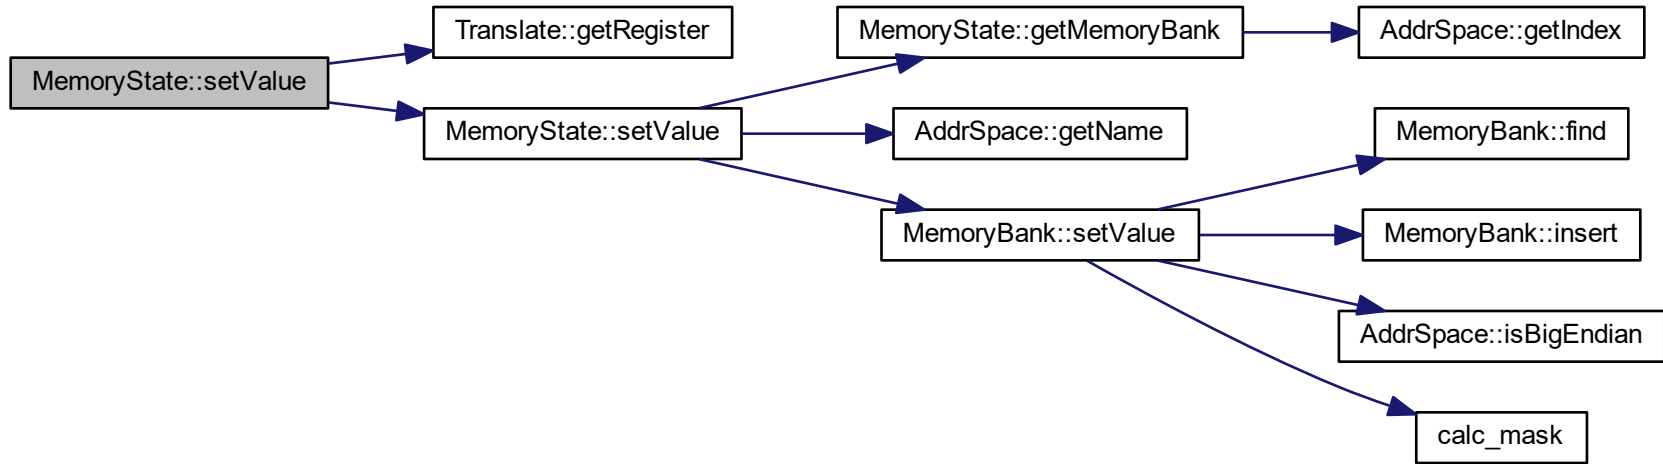 MemoryState::setValue
Translate::getRegister
MemoryState::setValue
MemoryState::getMemoryBank
AddrSpace::getIndex
AddrSpace::getName
MemoryBank::setValue
MemoryBank::find
MemoryBank::insert
AddrSpace::isBigEndian
calc_mask